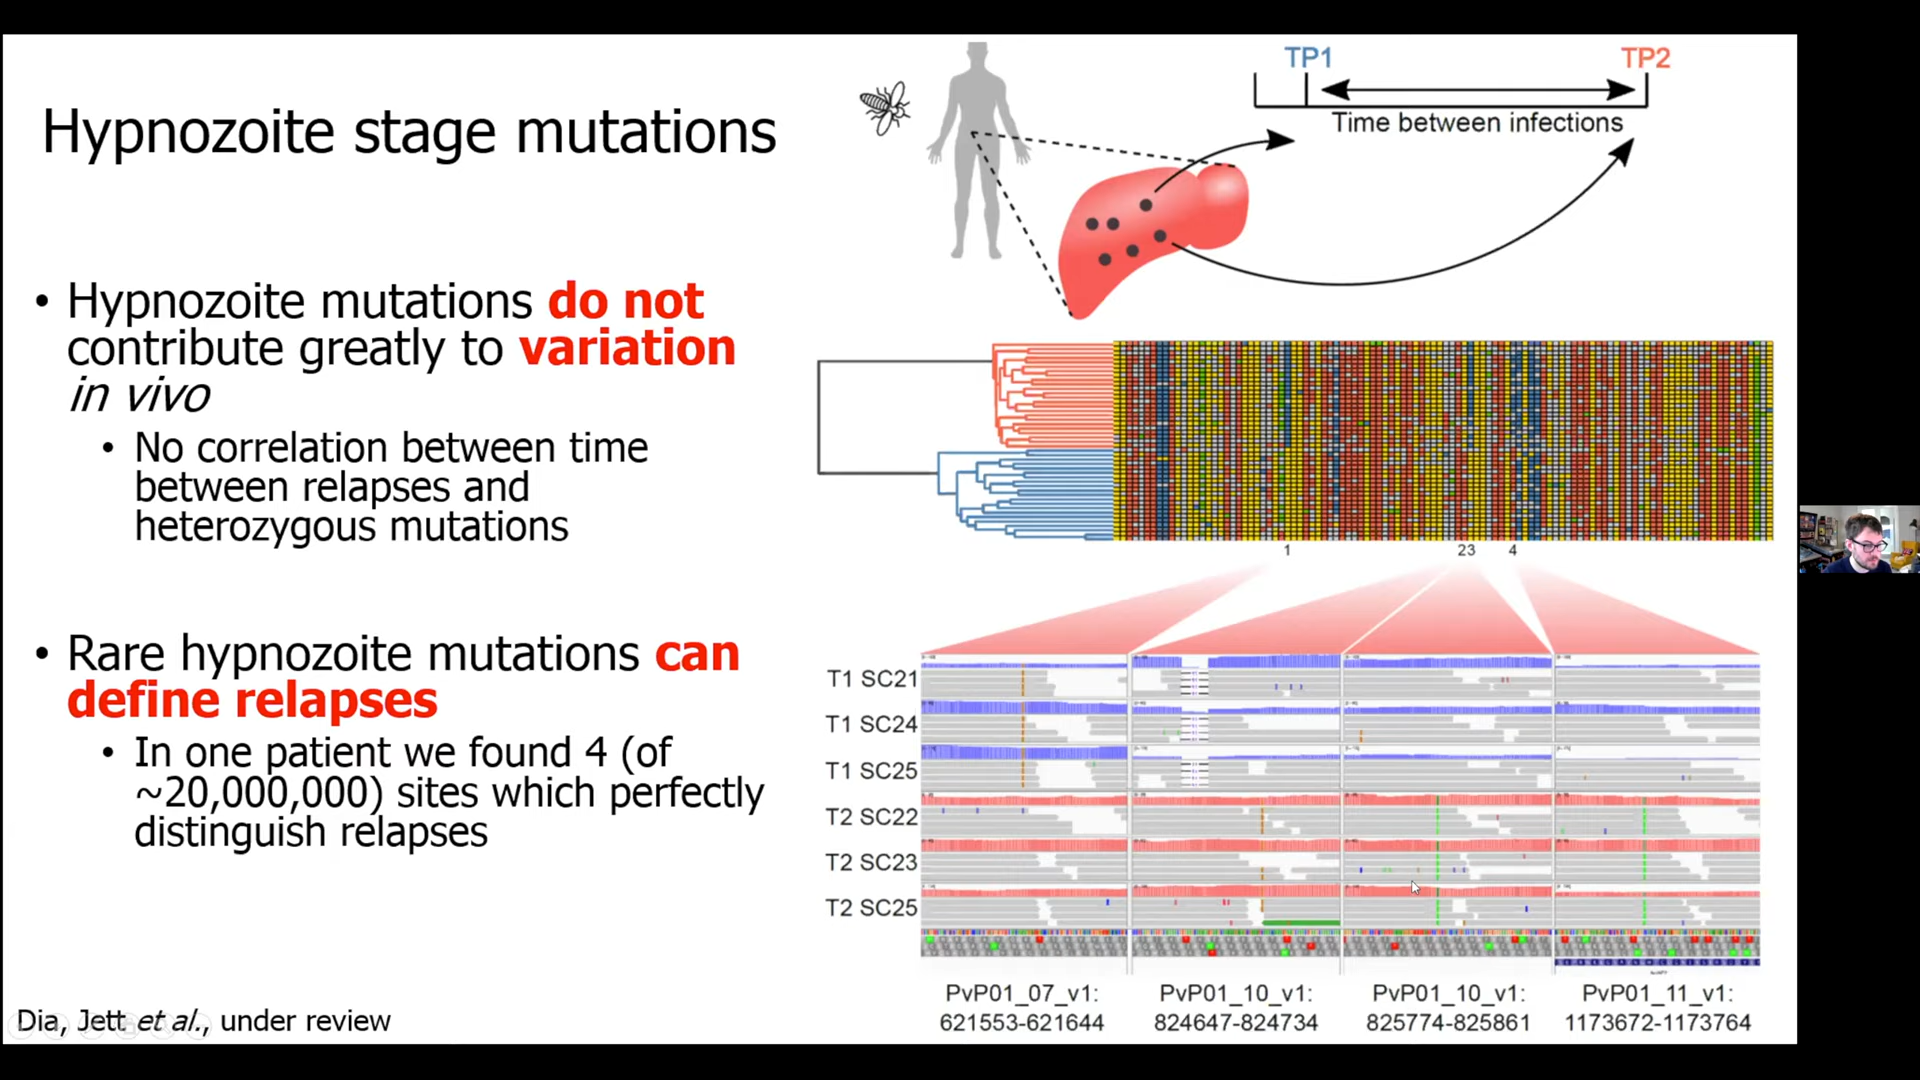 Hypnozoite stage mutations
• Hypnozoite mutations do not
contribute greatly to variation
in vivo
• No correlation between time
between relapses and
heterozygous mutations
• Rare hypnozoite mutations can
define relapses
• In one patient we found 4 (of
~20,000,000) sites which perfectly
distinguish relapses
Dia, Jett et al., under review
TP1
TP2
Time between infections
1
23
4
T1 SC21
T1 SC24
T1 SC25
T2 SC22
T2 SC23
T2 SC25
PvP01_07_v1:
621553-621644
PvP01_10_v1:
824647-824734
PvP01_10_v1:
825774-825861
PvP01_11_v1:
1173672-1173764